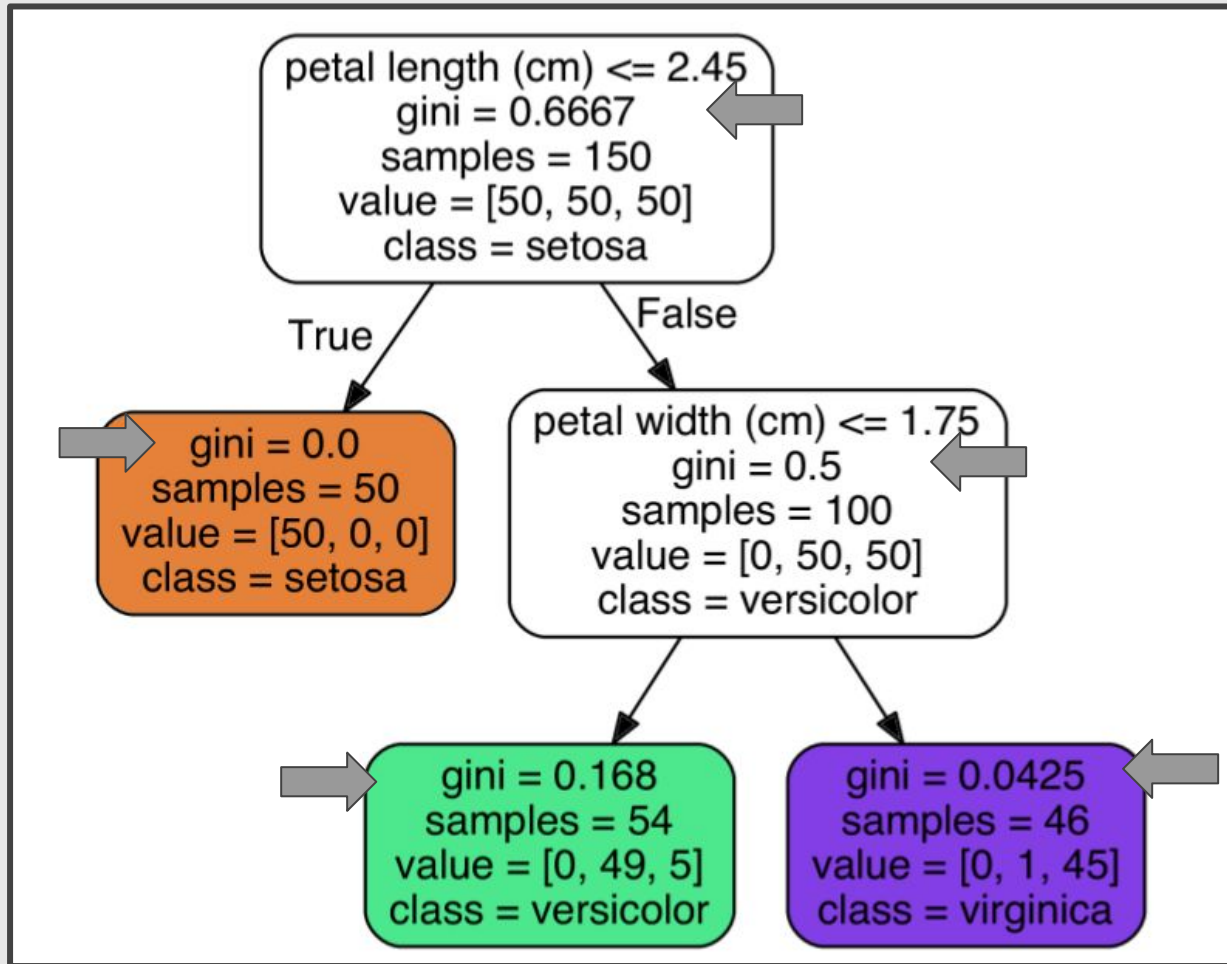 petal length (cm) <= 2.45
gini = 0.6667
samples = 150
value = [50, 50, 50]
class = setosa
True
False
gini = 0.0
samples = 50
value = [50, 0, 0]
class = setosa
petal width (cm) <= 1.75
gini = 0.5
samples = 100
value = [0, 50, 50]
class = versicolor
gini = 0.168
samples = 54
value = [0, 49, 5]
class = versicolor
gini = 0.0425
samples = 46
value = [0, 1, 45]
class = virginica